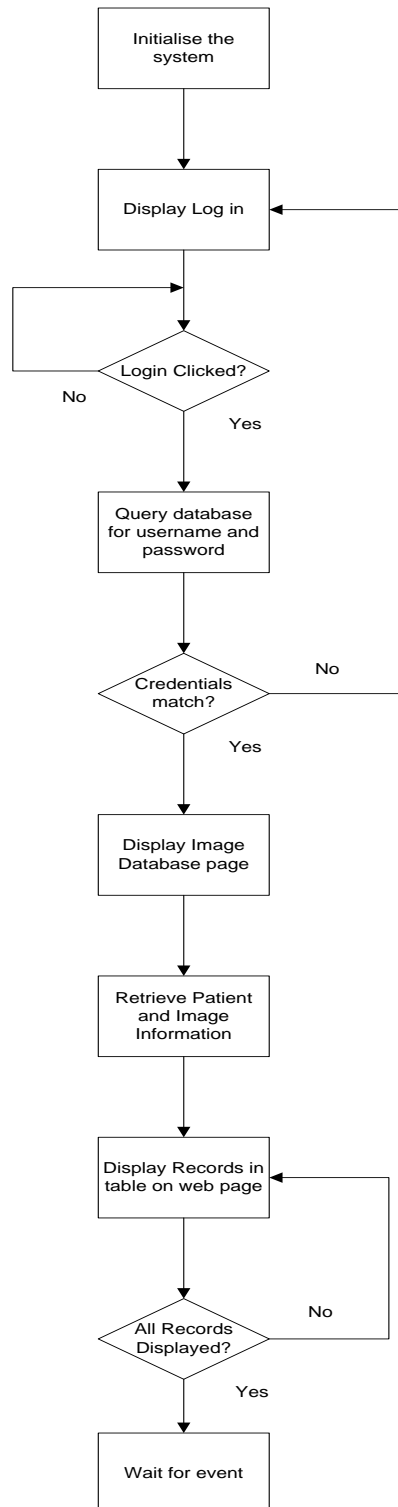 Initialise the
system
Display Log in
Login Clicked?
No
Yes
Query database
for username and
password
Credentials
match?
No
Yes
Display Image
Database page
Retrieve Patient
and Image
Information
Display Records in
table on web page
All Records
Displayed?
No
Yes
Wait for event